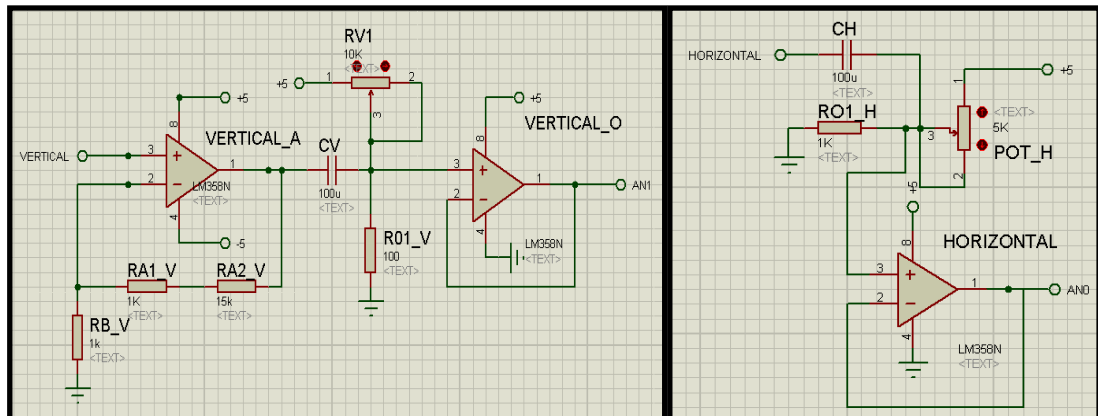 RV1
10K
<TEXT>
+5
1
2
3
+5
8
VERTICAL_A
VERTICAL
3
2
1
LM358N
<TEXT>
4
-5
CV
100u
<TEXT>
+5
8
VERTICAL_O
3
2
1
AN1
4
LM358N
<TEXT>
R01_V
100
<TEXT>
RA1_V
1K
<TEXT>
RA2_V
15k
<TEXT>
RB_V
1k
<TEXT>
CH
HORIZONTAL
100u
<TEXT>
1
+5
RO1_H
1K
<TEXT>
3
<TEXT>
5K
POT_H
2
+5
8
HORIZONTAL
3
2
1
AN0
4
LM358N
<TEXT>